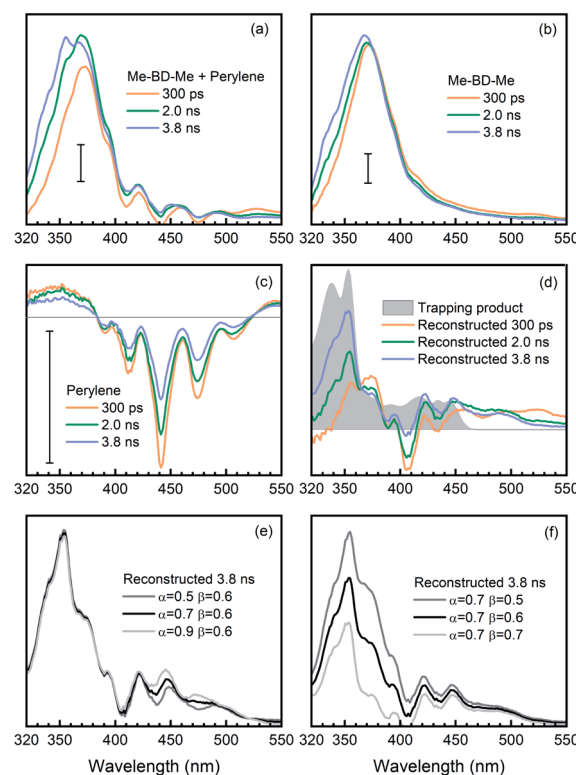 (a)
Me-BD-Me + Perylene
300 ps
2.0 ns
3.8 ns
320 350 400 450 500 550
(b)
Me-BD-Me
300 ps
2.0 ns
3.8 ns
320 350 400 450 500 550
(c)
Perylene
300 ps
2.0 ns
3.8 ns
320 350 400 450 500 550
(d)
Trapping product
Reconstructed 300 ps
Reconstructed 2.0 ns
Reconstructed 3.8 ns
320 350 400 450 500 550
(e)
Reconstructed 3.8 ns
α=0.5 β=0.6
α=0.7 β=0.6
α=0.9 β=0.6
320 350 400 450 500 550
Wavelength (nm)
(f)
Reconstructed 3.8 ns
α=0.7 β=0.5
α=0.7 β=0.6
α=0.7 β=0.7
320 350 400 450 500 550
Wavelength (nm)